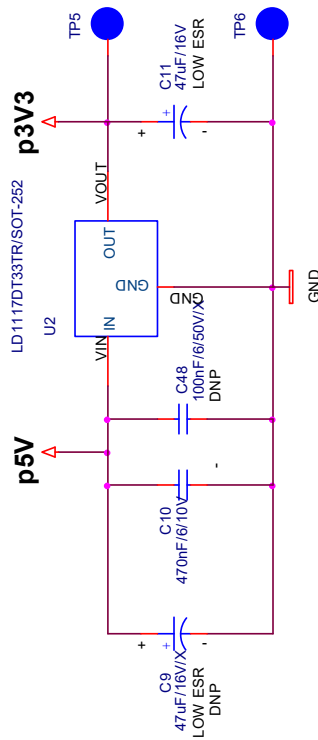 TP5
TP6
C11
47uF/16V
LOW ESR
+
+
-
p3V3
VOUT
LD1117DT33TR/SOT-252
U2
OUT
GND
IN
GND
VIN
GND
C48
100nF/6/50V/X
DNP
p5V
C10
470nF/6/10V
-
+
+
-
C9
47uF/16V/X
LOW ESR
DNP